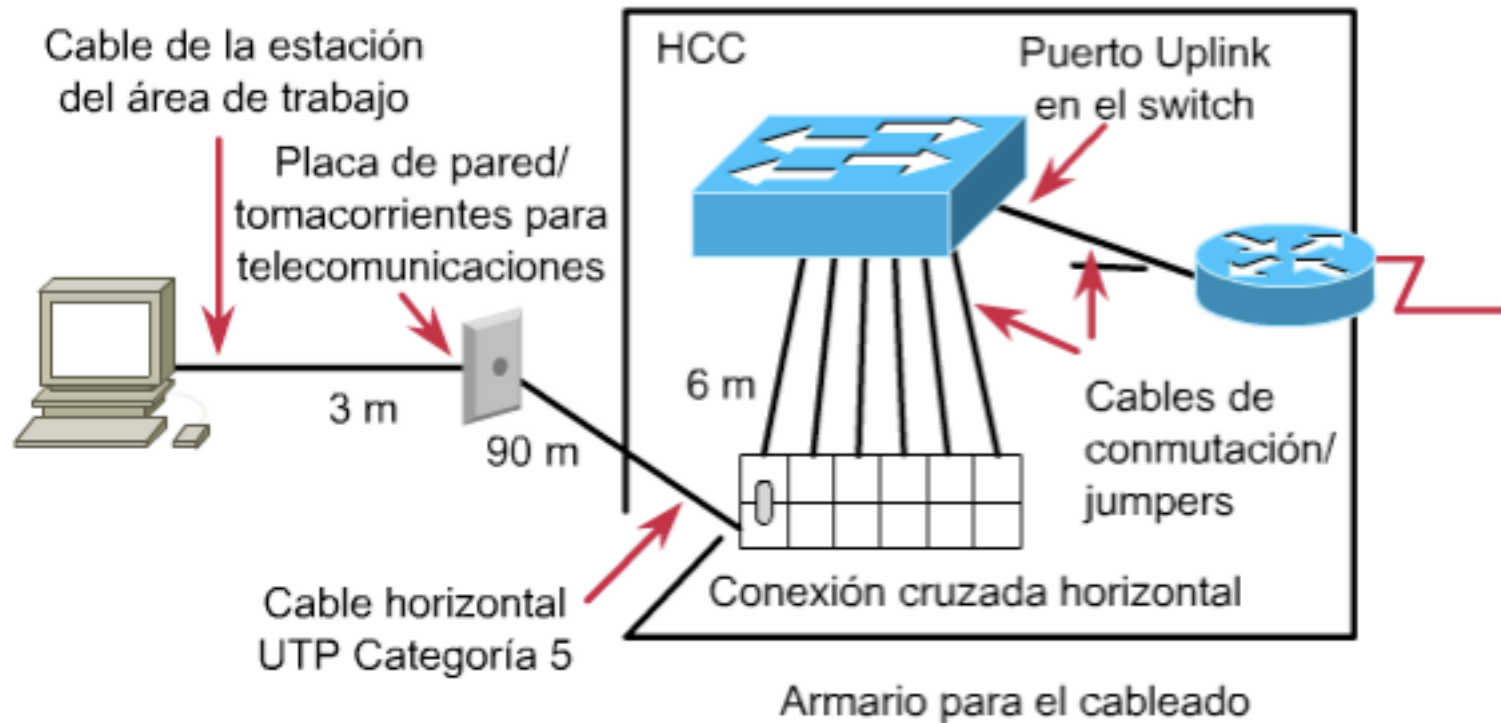 Cable de la estación
del área de trabajo
Placa de pared/
tomacorrientes para
telecomunicaciones
3 m
90 m
Cable horizontal
UTP Categoría 5
HCC
Puerto Uplink
en el switch
6 m
Cables de
conmutación/
jumpers
Conexión cruzada horizontal
Armario para el cableado